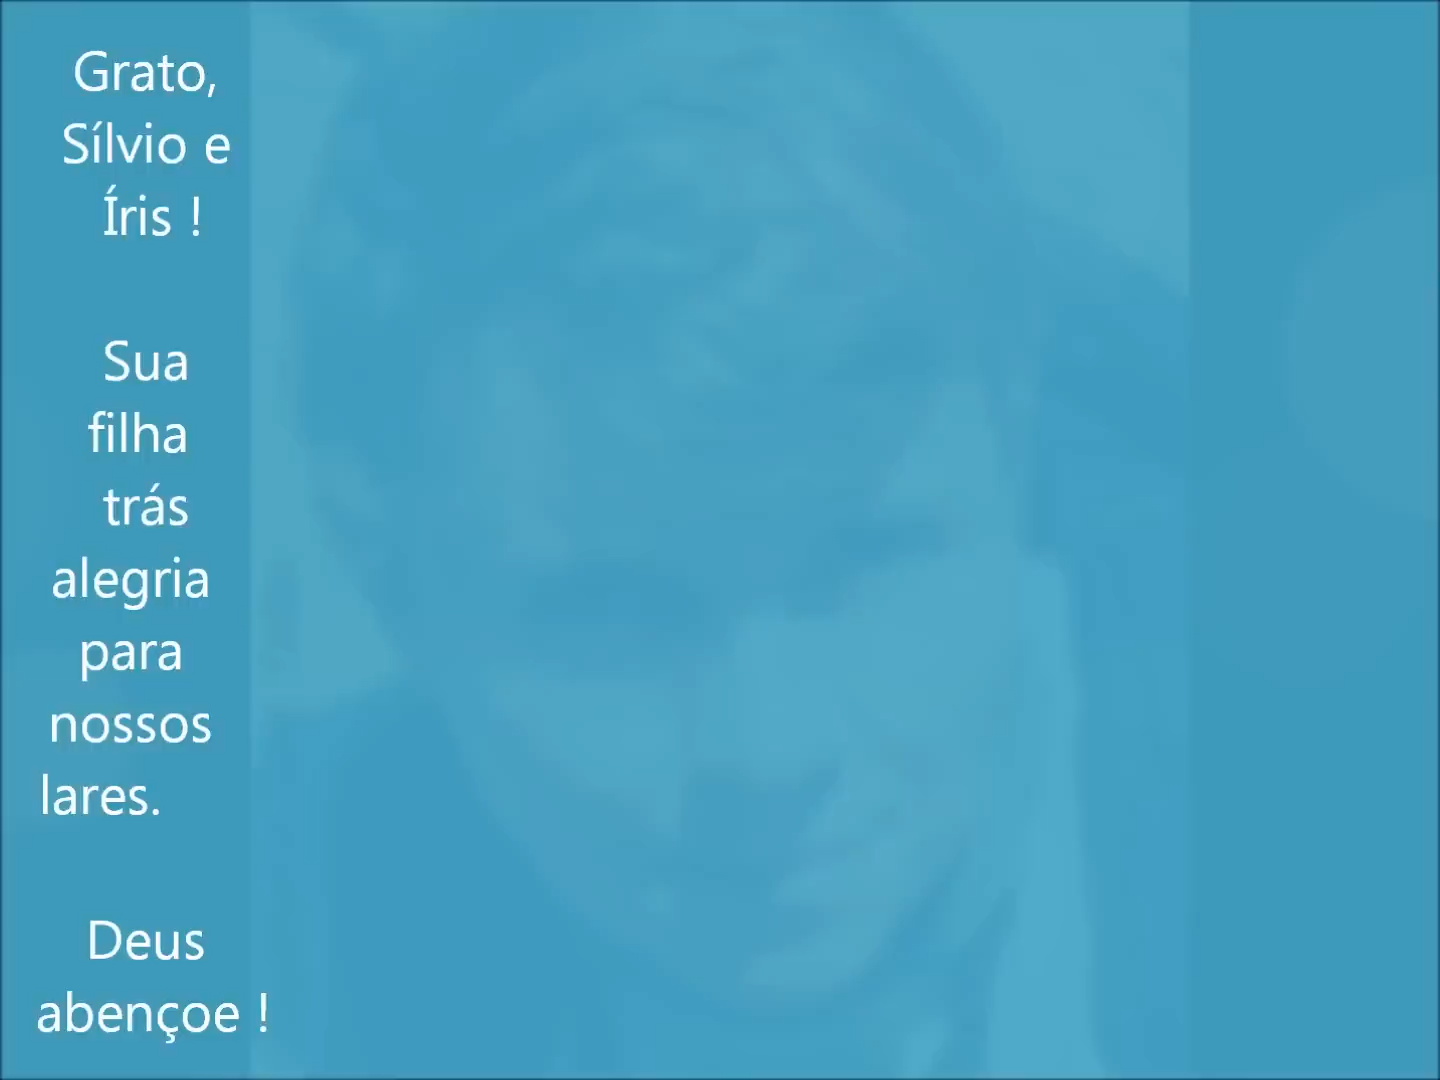 Grato,
Sílvio e
Íris !
Sua
filha
trás
alegria
para
nossos
lares.
Deus
abençoe !